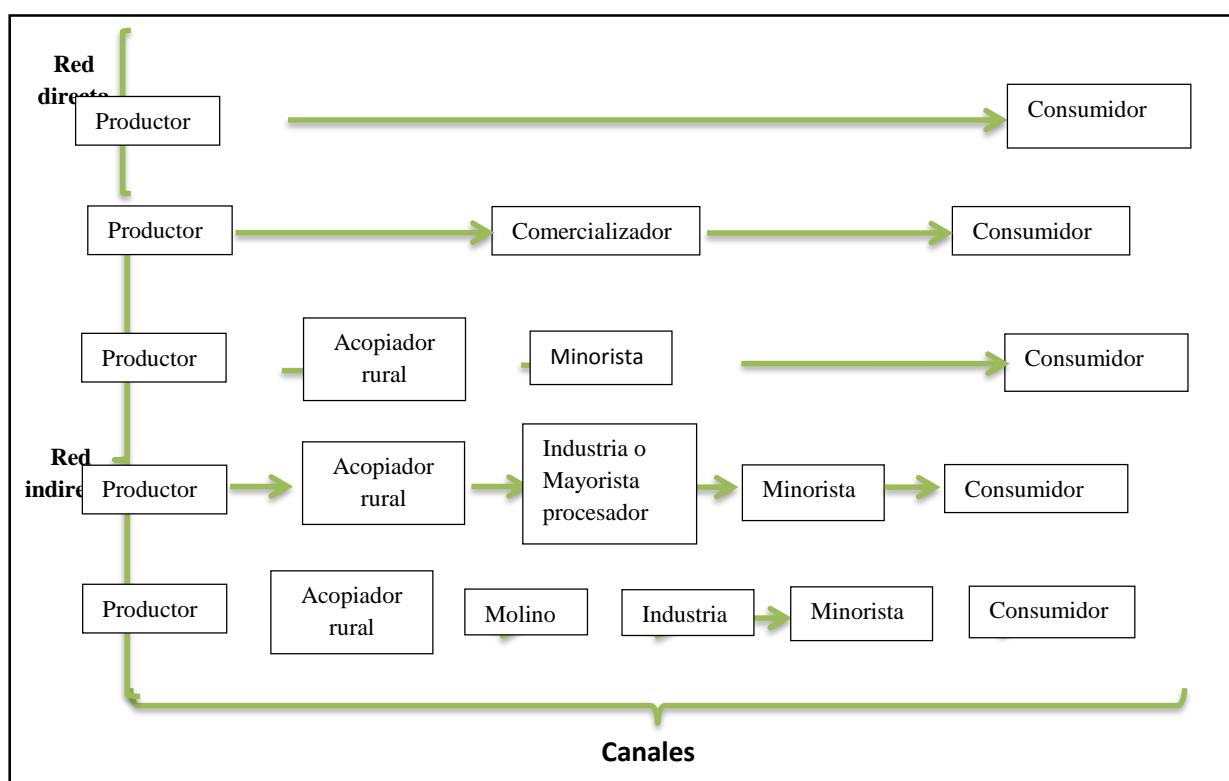 Red
directa
Productor
Consumidor
Productor
Comercializador
Consumidor
Productor
Acopiador
rural
Minorista
Consumidor
Red
Productor
Acopiador
rural
Industria o
Mayorista
procesador
Minorista
Consumidor
Productor
Acopiador
rural
Molino
Industria
Minorista
Consumidor
Canales